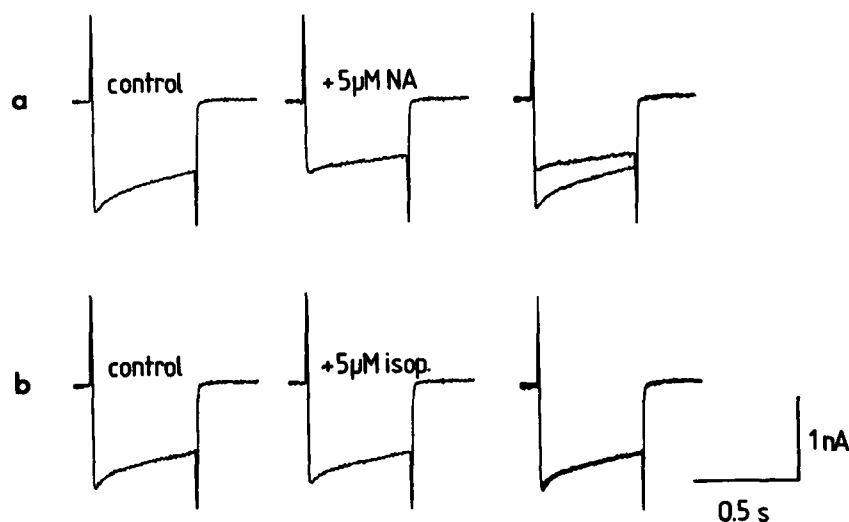 a
control
+5µM NA
b
control
+5µM isop.
1nA
0.5 s